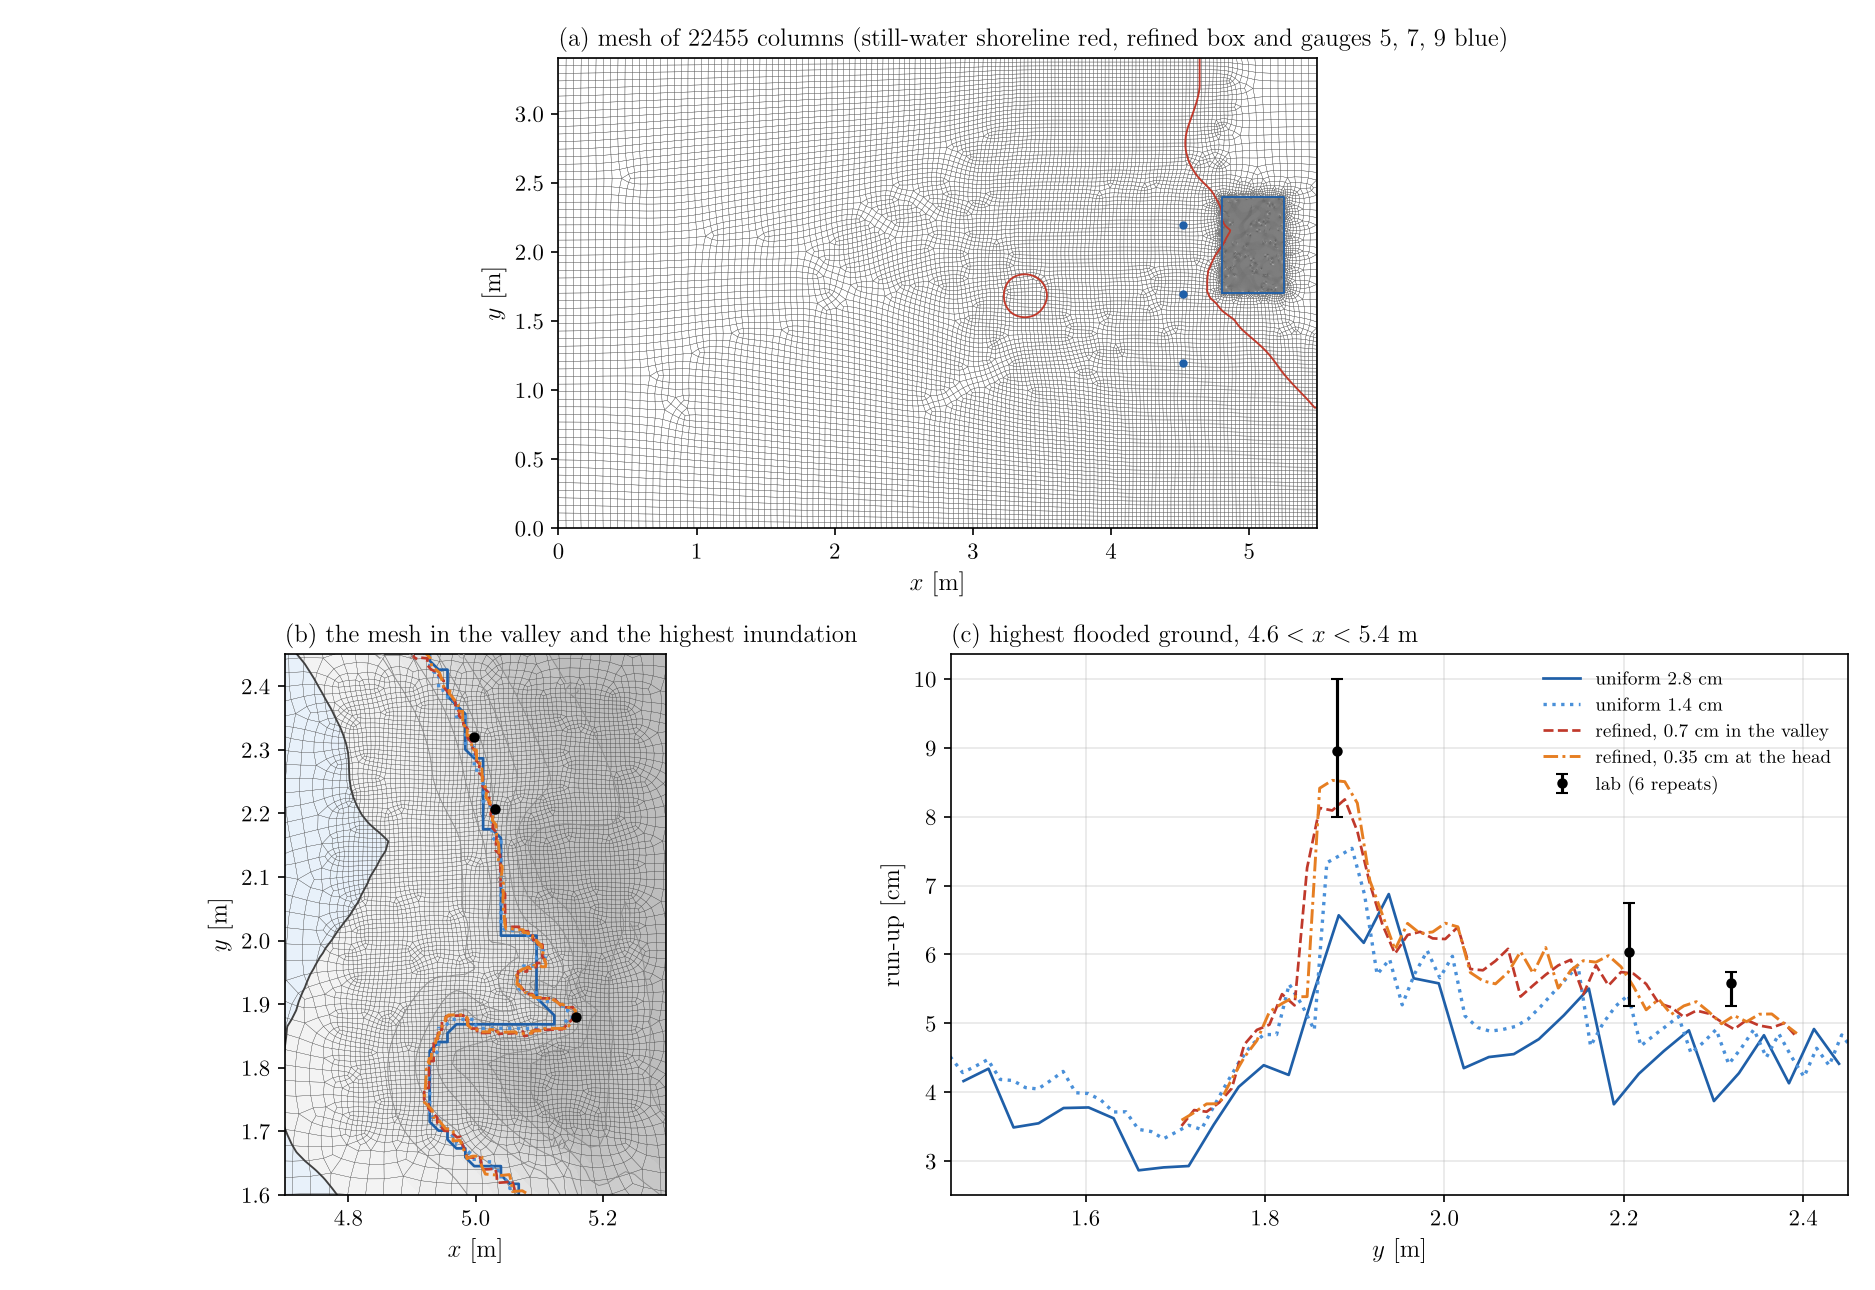 (a) mesh of 22455 columns (still-water shoreline red, refined box and gauges 5, 7, 9 blue)
3.0
2.5
2.0
1.5
1.0
0.5
0.0
y [m]
0 1 2 3 4 5
x [m]
(b) the mesh in the valley and the highest inundation
2.4
2.3
2.2
2.1
2.0
1.9
1.8
1.7
1.6
y [m]
4.8 5.0 5.2
x [m]
(c) highest flooded ground, 4.6 < x < 5.4 m
10
9
8
7
6
5
4
3
run-up [cm]
uniform 2.8 cm
uniform 1.4 cm
refined, 0.7 cm in the valley
refined, 0.35 cm at the head
lab (6 repeats)
1.6 1.8 2.0 2.2 2.4
y [m]